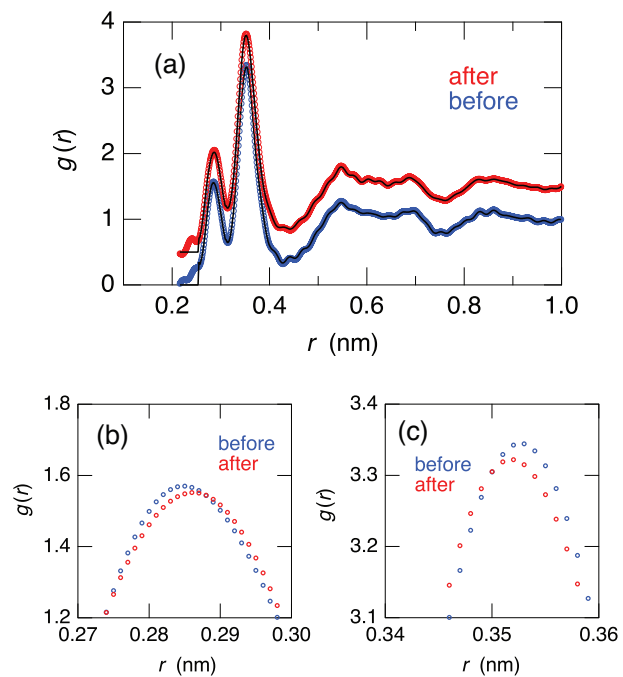 (a)
after
before
g(r)
4
3
2
1
0
0.2 0.4 0.6 0.8 1.0
r (nm)
(b)
before
after
g(r)
1.8
1.6
1.4
1.2
0.27 0.28 0.29 0.30
r (nm)
(c)
before
after
g(r)
3.4
3.3
3.2
3.1
0.34 0.35 0.36
r (nm)